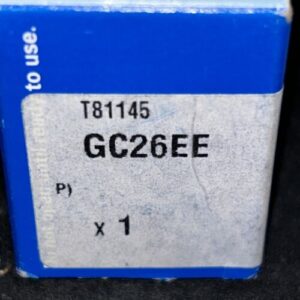 T81145
GC26EE
P)
x 1
to use.